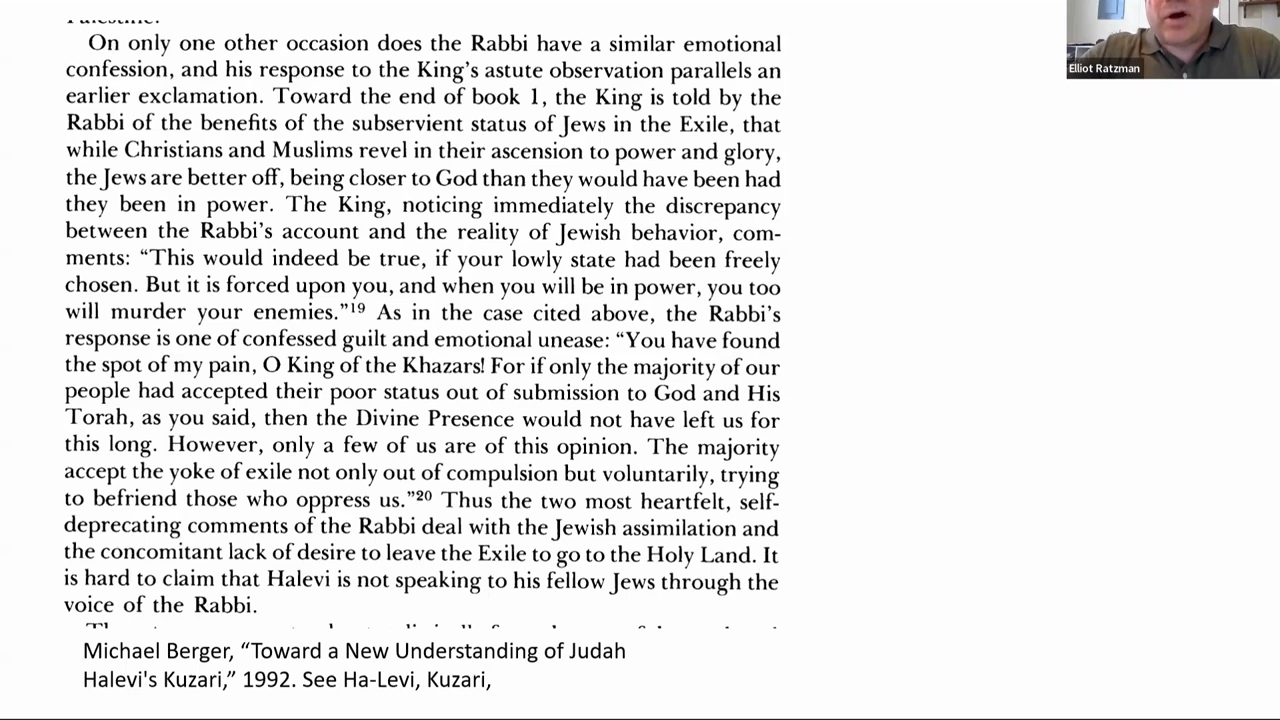 On only one other occasion does the Rabbi have a similar emotional
confession, and his response to the King's astute observation parallels an
earlier exclamation. Toward the end of book 1, the King is told by the
Rabbi of the benefits of the subservient status of Jews in the Exile, that
while Christians and Muslims revel in their ascension to power and glory,
the Jews are better off, being closer to God than they would have been had
they been in power. The King, noticing immediately the discrepancy
between the Rabbi's account and the reality of Jewish behavior, com-
ments: “This would indeed be true, if your lowly state had been freely
chosen. But it is forced upon you, and when you will be in power, you too
will murder your enemies.”19 As in the case cited above, the Rabbi's
response is one of confessed guilt and emotional unease: “You have found
the spot of my pain, O King of the Khazars! For if only the majority of our
people had accepted their poor status out of submission to God and His
Torah, as you said, then the Divine Presence would not have left us for
this long. However, only a few of us are of this opinion. The majority
accept the yoke of exile not only out of compulsion but voluntarily, trying
to befriend those who oppress us.”20 Thus the two most heartfelt, self-
deprecating comments of the Rabbi deal with the Jewish assimilation and
the concomitant lack of desire to leave the Exile to go to the Holy Land. It
is hard to claim that Halevi is not speaking to his fellow Jews through the
voice of the Rabbi.
Michael Berger, “Toward a New Understanding of Judah
Halevi's Kuzari,” 1992. See Ha-Levi, Kuzari,
Elliot Ratzman